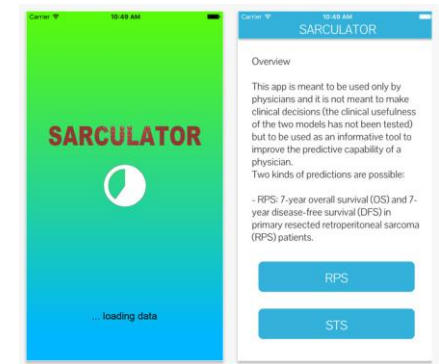 Carrier
10:49 AM
SARCULATOR
... loading data
Carrier
10:49 AM
SARCULATOR
Overview
This app is meant to be used only by
physicians and it is not meant to make
clinical decisions (the clinical usefulness
of the two models has not been tested)
but to be used as an informative tool to
improve the predictive capability of a
physician.
Two kinds of predictions are possible:
- RPS: 7-year overall survival (OS) and 7-
year disease-free survival (DFS) in
primary resected retroperitoneal sarcoma
(RPS) patients.
RPS
STS